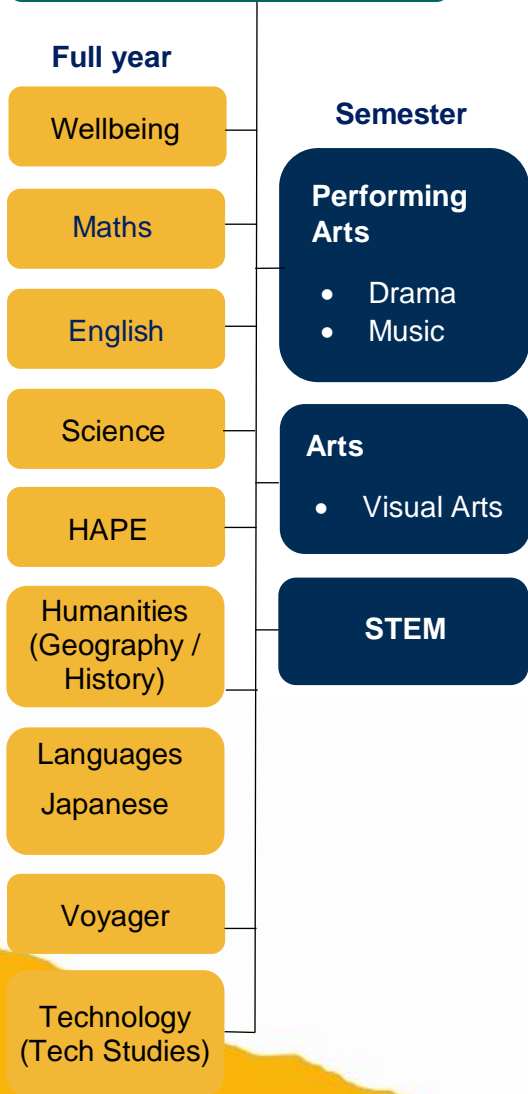 Full year
Wellbeing
Maths
English
Science
HAPE
Humanities
(Geography /
History)
Languages
Japanese
Voyager
Technology
(Tech Studies)
Semester
Performing
Arts
• Drama
• Music
Arts
• Visual Arts
STEM